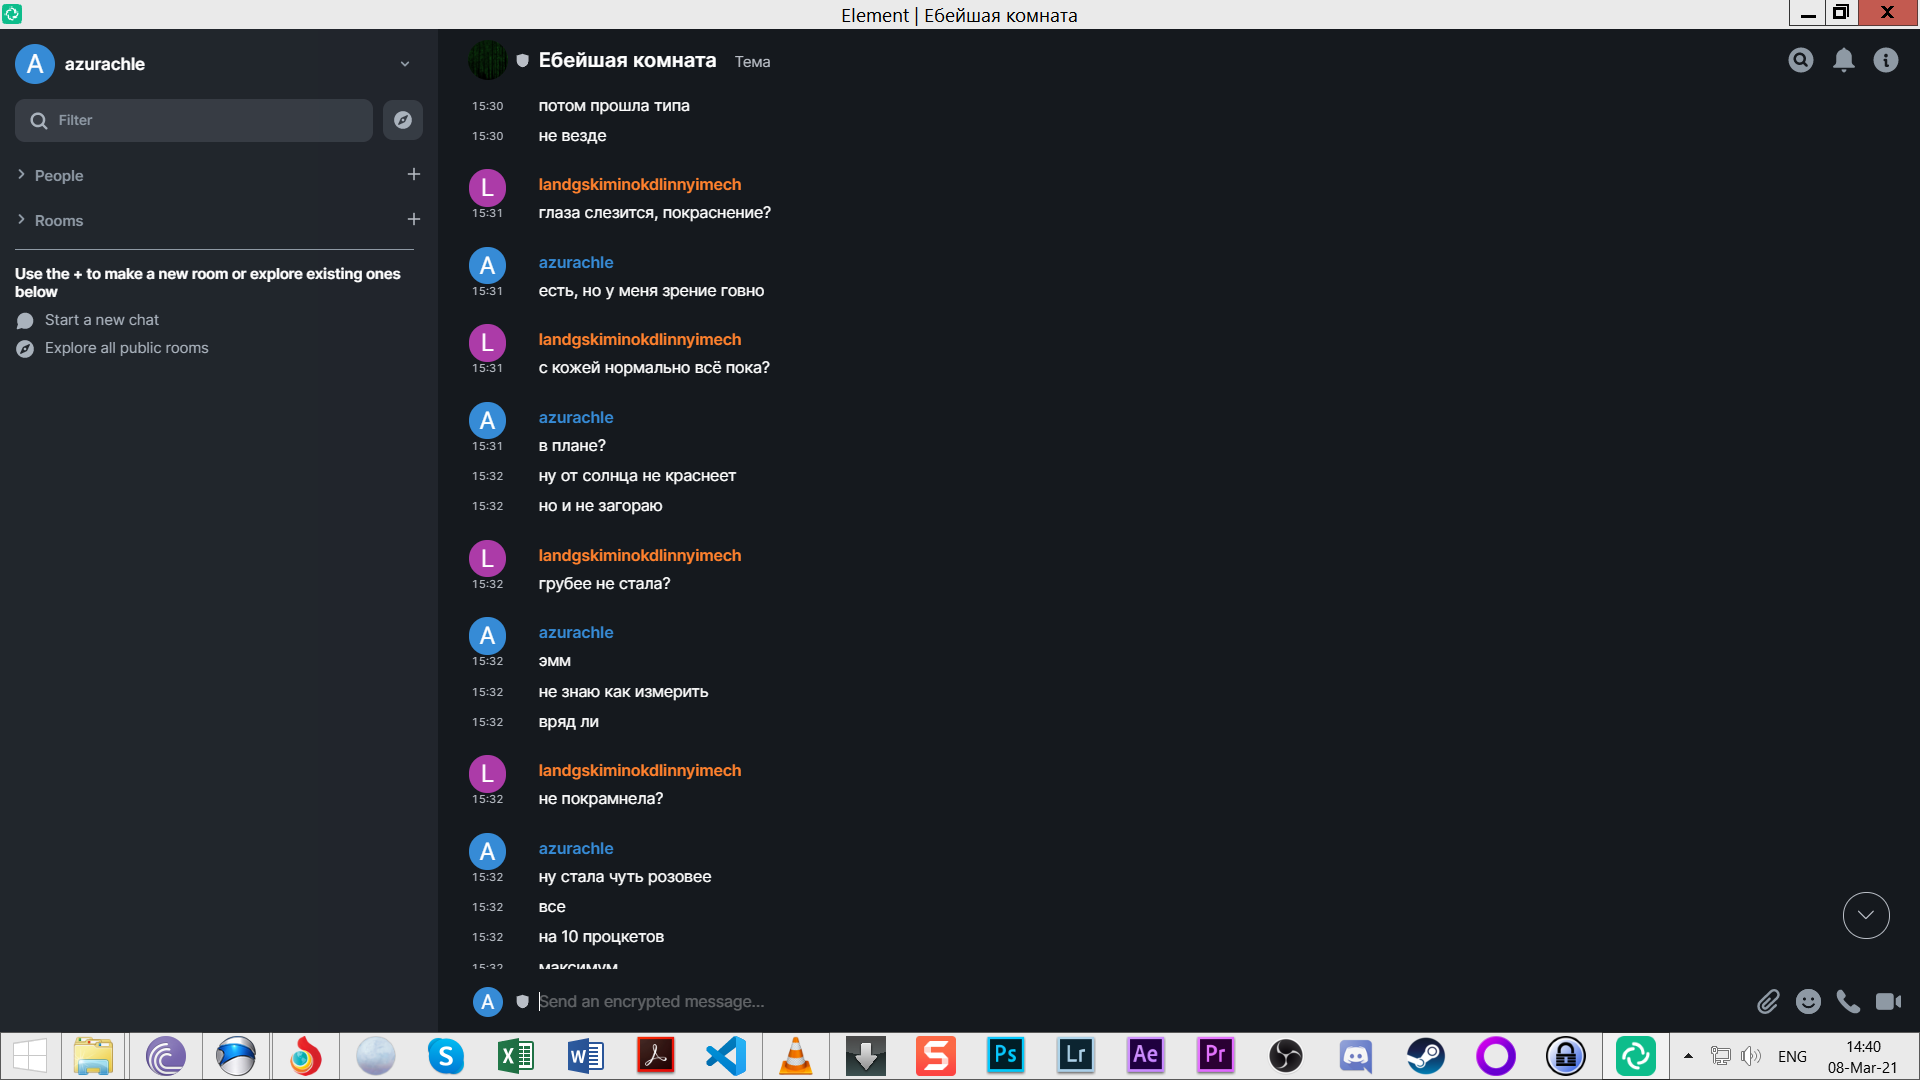 Element | Ебейшая комната
A azurachle
Filter
People
Rooms
Use the + to make a new room or explore existing ones
below
Start a new chat
Explore all public rooms
Ебейшая комната Тема
15:30 потом прошла типа
15:30 не везде
L landgskiminokdlinnyimech
15:31 глаза слезится, покраснение?
A azurachle
15:31 есть, но у меня зрение говно
L landgskiminokdlinnyimech
15:31 с кожей нормально всё пока?
A azurachle
15:31 в плане?
15:32 ну от солнца не краснеет
15:32 но и не загораю
L landgskiminokdlinnyimech
15:32 грубее не стала?
A azurachle
15:32 эмм
15:32 не знаю как измерить
15:32 вряд ли
L landgskiminokdlinnyimech
15:32 не покрамнела?
A azurachle
15:32 ну стала чуть розовее
15:32 все
15:32 на 10 процкетов
15:32 максимум
A Send an encrypted message...
S X W S Ps Lr Ae Pr ENG 14:40
08-Mar-21